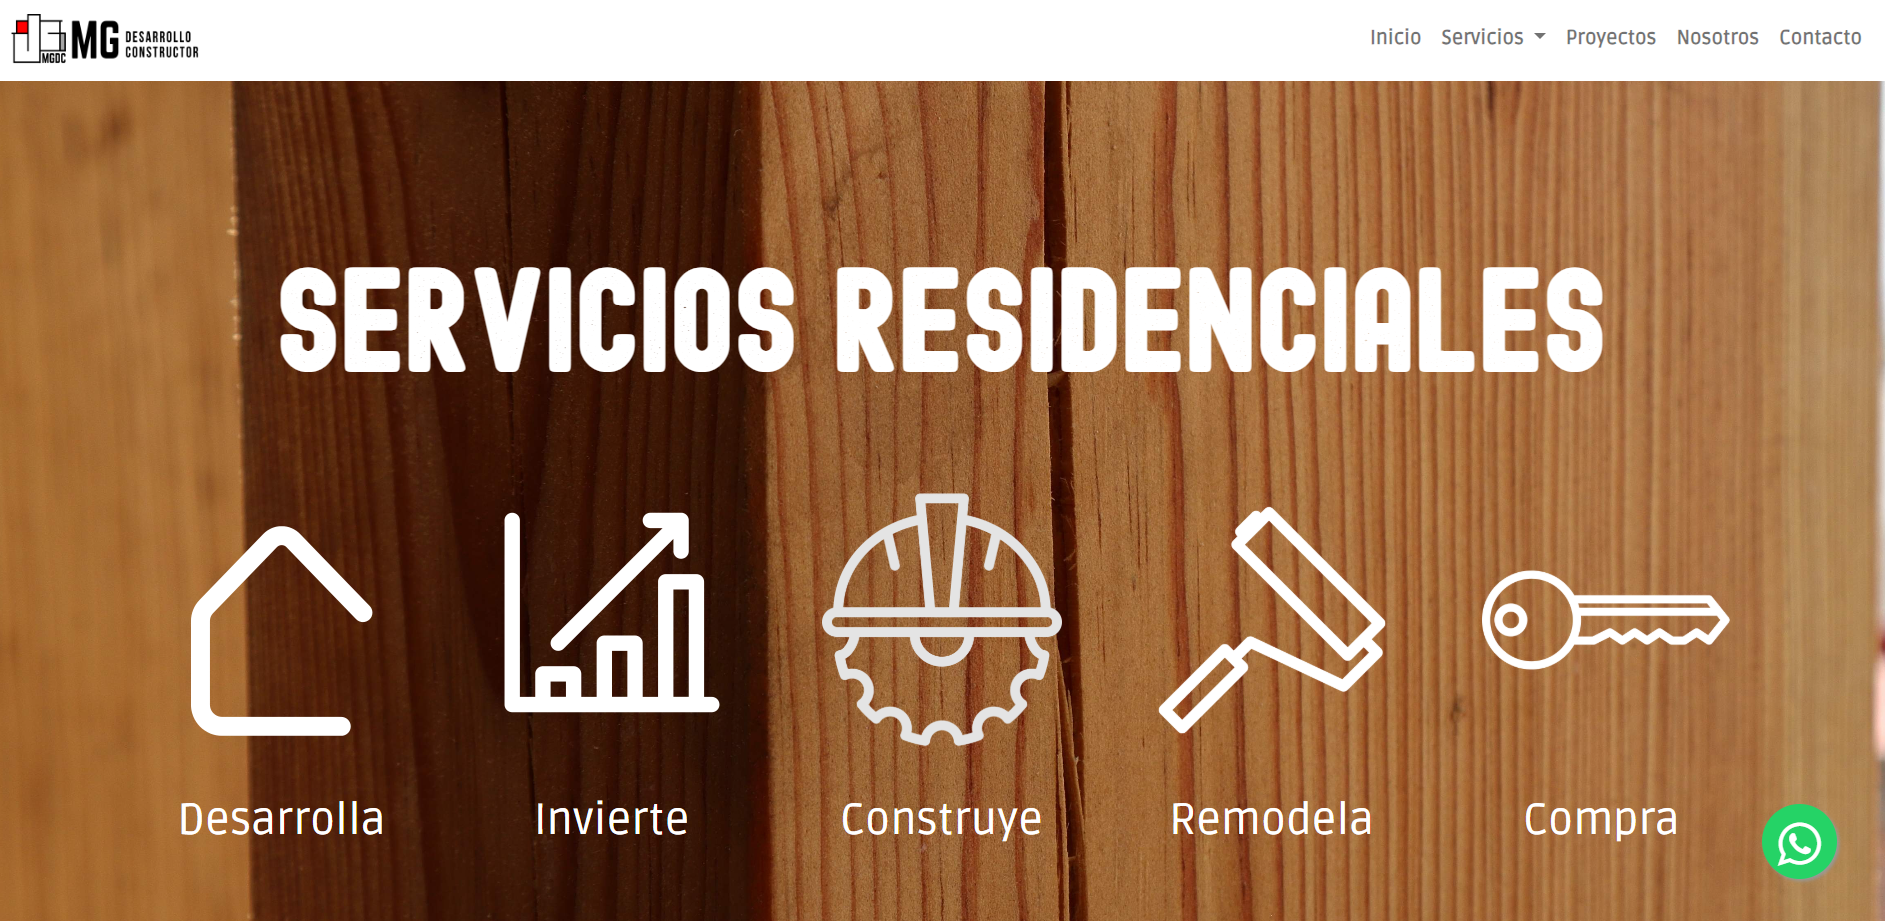 MGDC
MG DESARROLLO
CONSTRUCTOR
Inicio Servicios Proyectos Nosotros Contacto
SERVICIOS RESIDENCIALES
Desarrolla Invierte Construye Remodela Compra